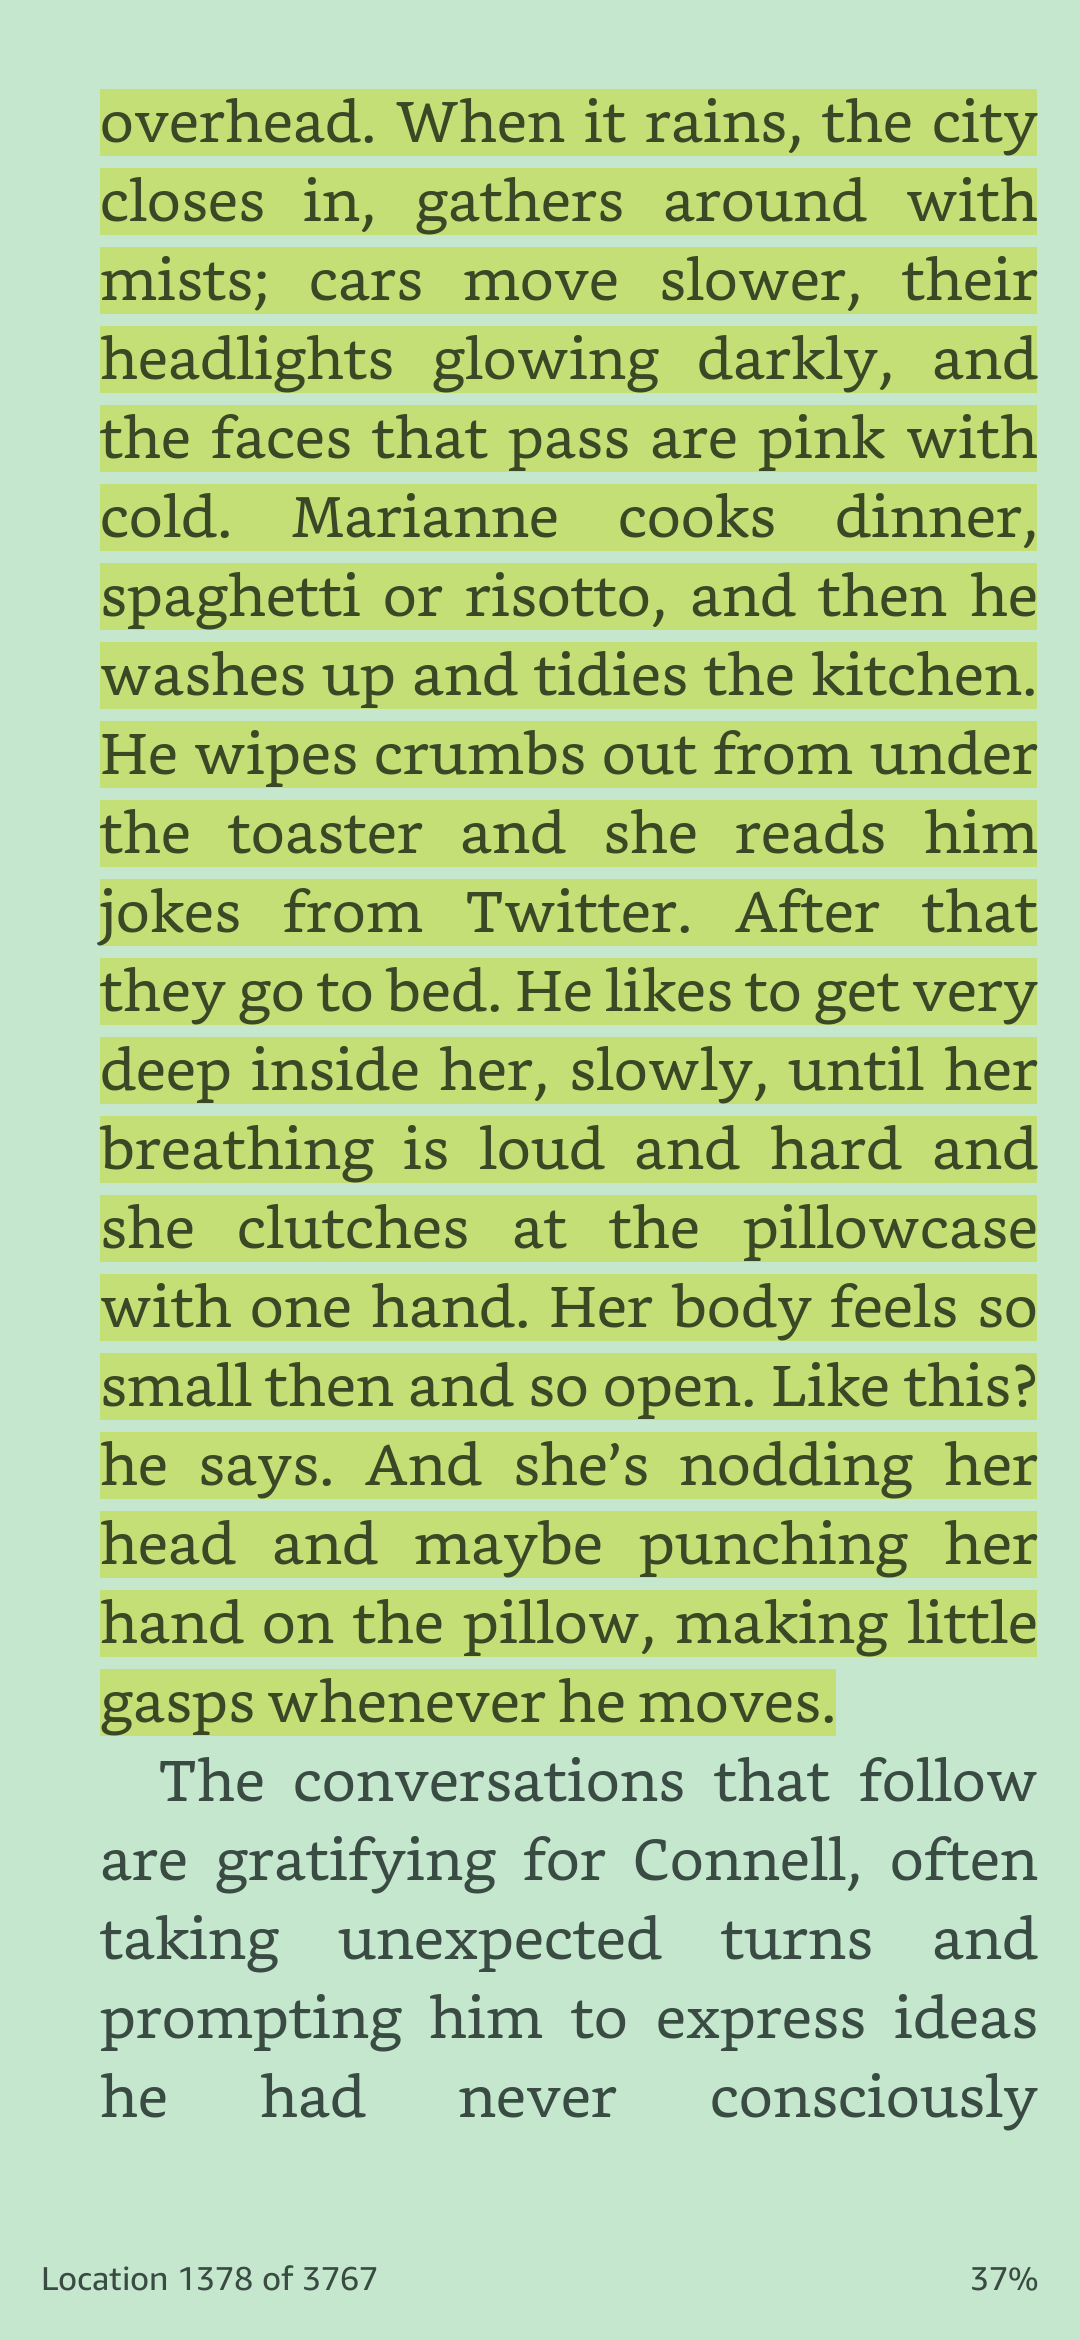 overhead. When it rains, the city
closes in, gathers around with
mists; cars move slower, their
headlights glowing darkly, and
the faces that pass are pink with
cold. Marianne cooks dinner,
spaghetti or risotto, and then he
washes up and tidies the kitchen.
He wipes crumbs out from under
the toaster and she reads him
jokes from Twitter. After that
they go to bed. He likes to get very
deep inside her, slowly, until her
breathing is loud and hard and
she clutches at the pillowcase
with one hand. Her body feels so
small then and so open. Like this?
he says. And she’s nodding her
head and maybe punching her
hand on the pillow, making little
gasps whenever he moves.
The conversations that follow
are gratifying for Connell, often
taking unexpected turns and
prompting him to express ideas
he had never consciously
Location 1378 of 3767 37%